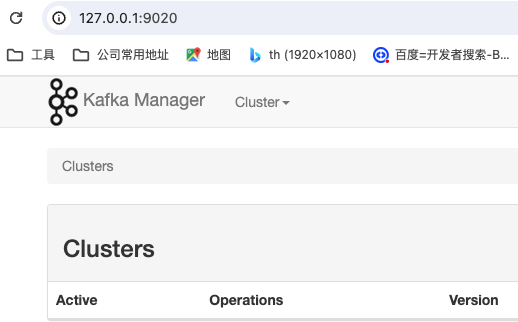 127.0.0.1:9020
工具 公司常用地址 地图 th (1920×1080) 百度=开发者搜索-B...
Kafka Manager Cluster
Clusters
Clusters
Active Operations Version